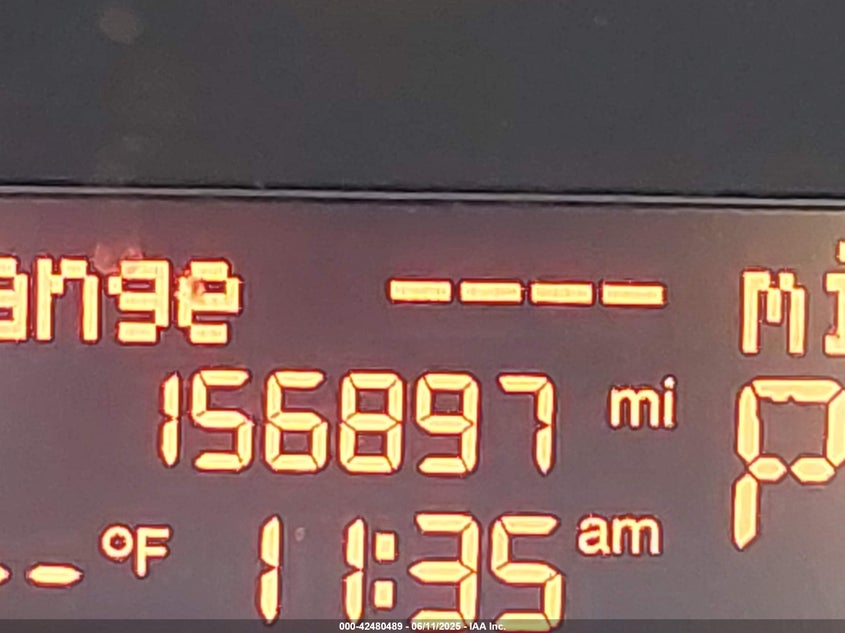 ange ---- mi
156897 mi P
-- °F 11:35 am
000-42480489 - 06/11/2025 - IAA Inc.